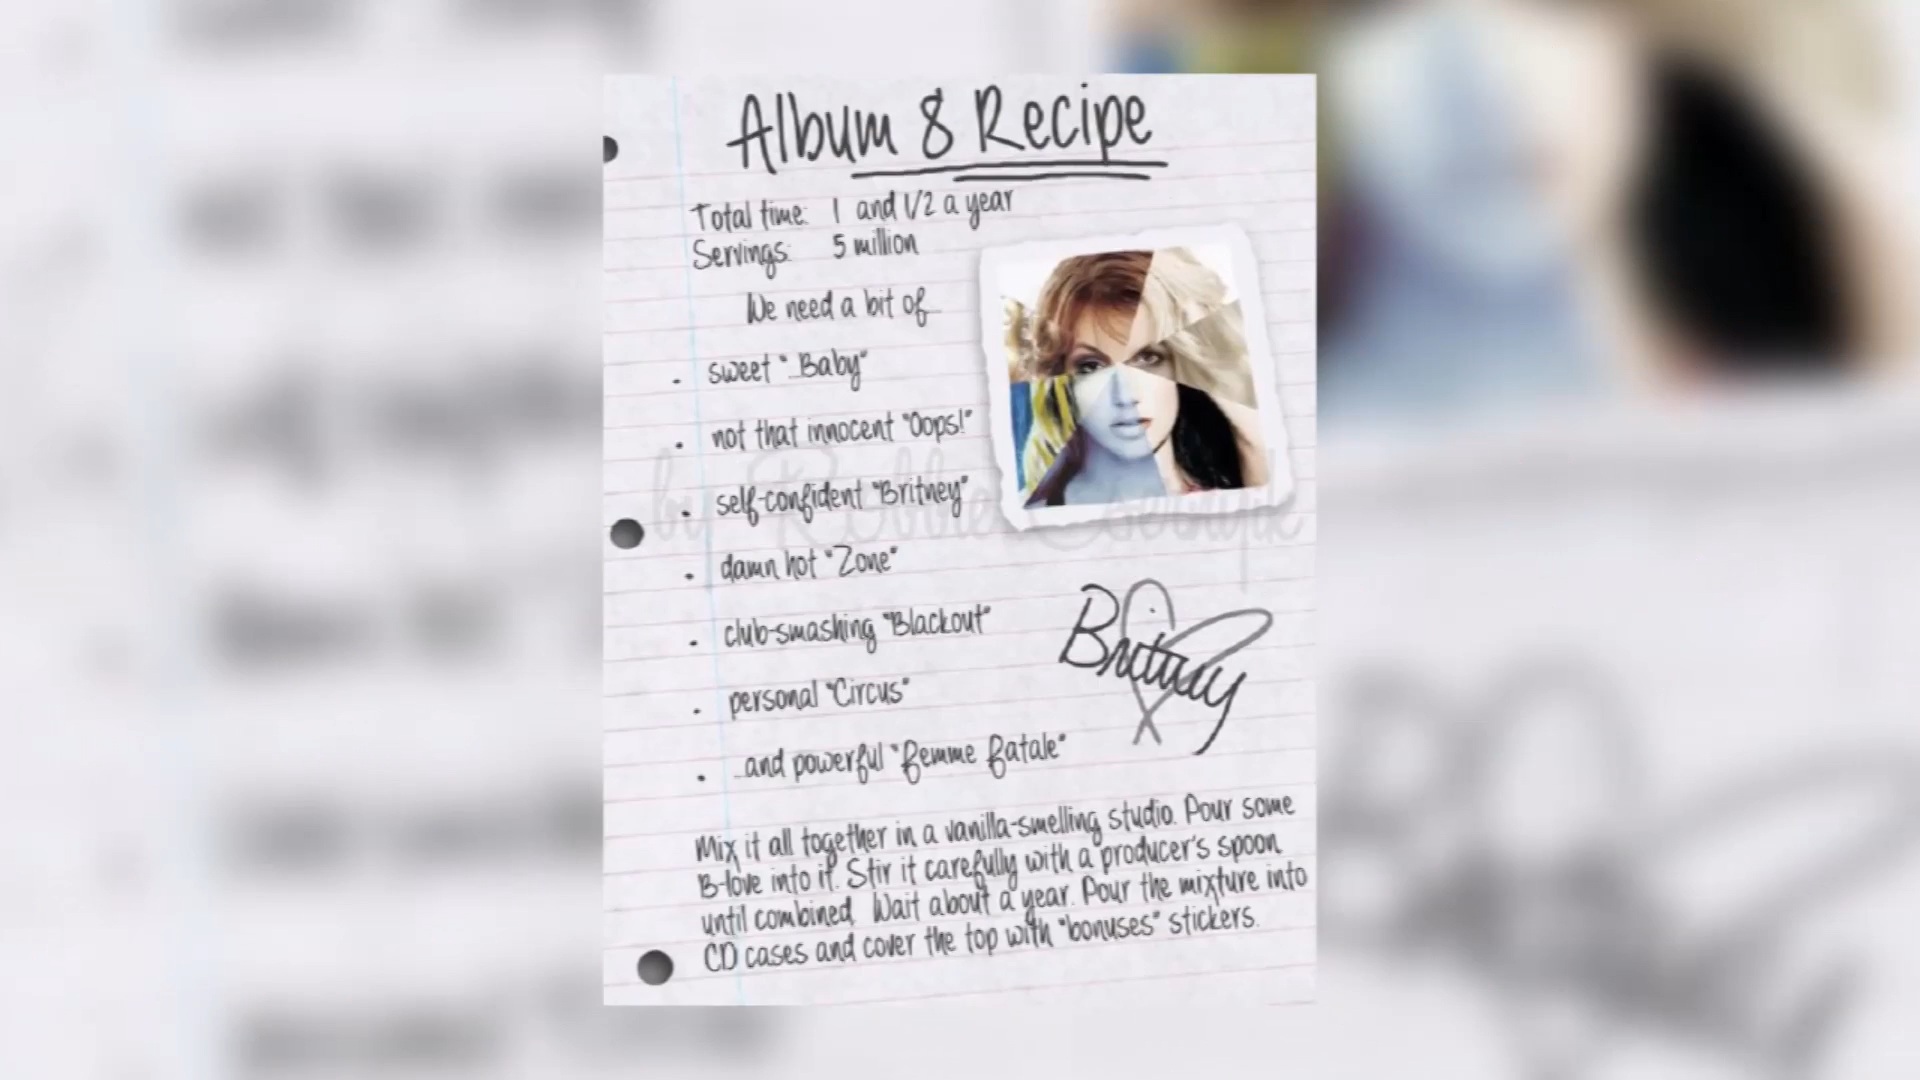 Album 8 Recipe
Total time: 1 and 1/2 a year
Servings: 5 million
We need a bit of...
• sweet "...Baby"
• not that innocent "Oops!"
• self-confident "Britney"
• damn hot "Zone"
• club-smashing "Blackout"
Britney
• personal "Circus"
• ...and powerful "Femme Fatale"
Mix it all together in a vanilla-smelling studio. Pour some
B-love into it. Stir it carefully with a producer's spoon
until combined. Wait about a year. Pour the mixture into
CD cases and cover the top with "bonuses" stickers.